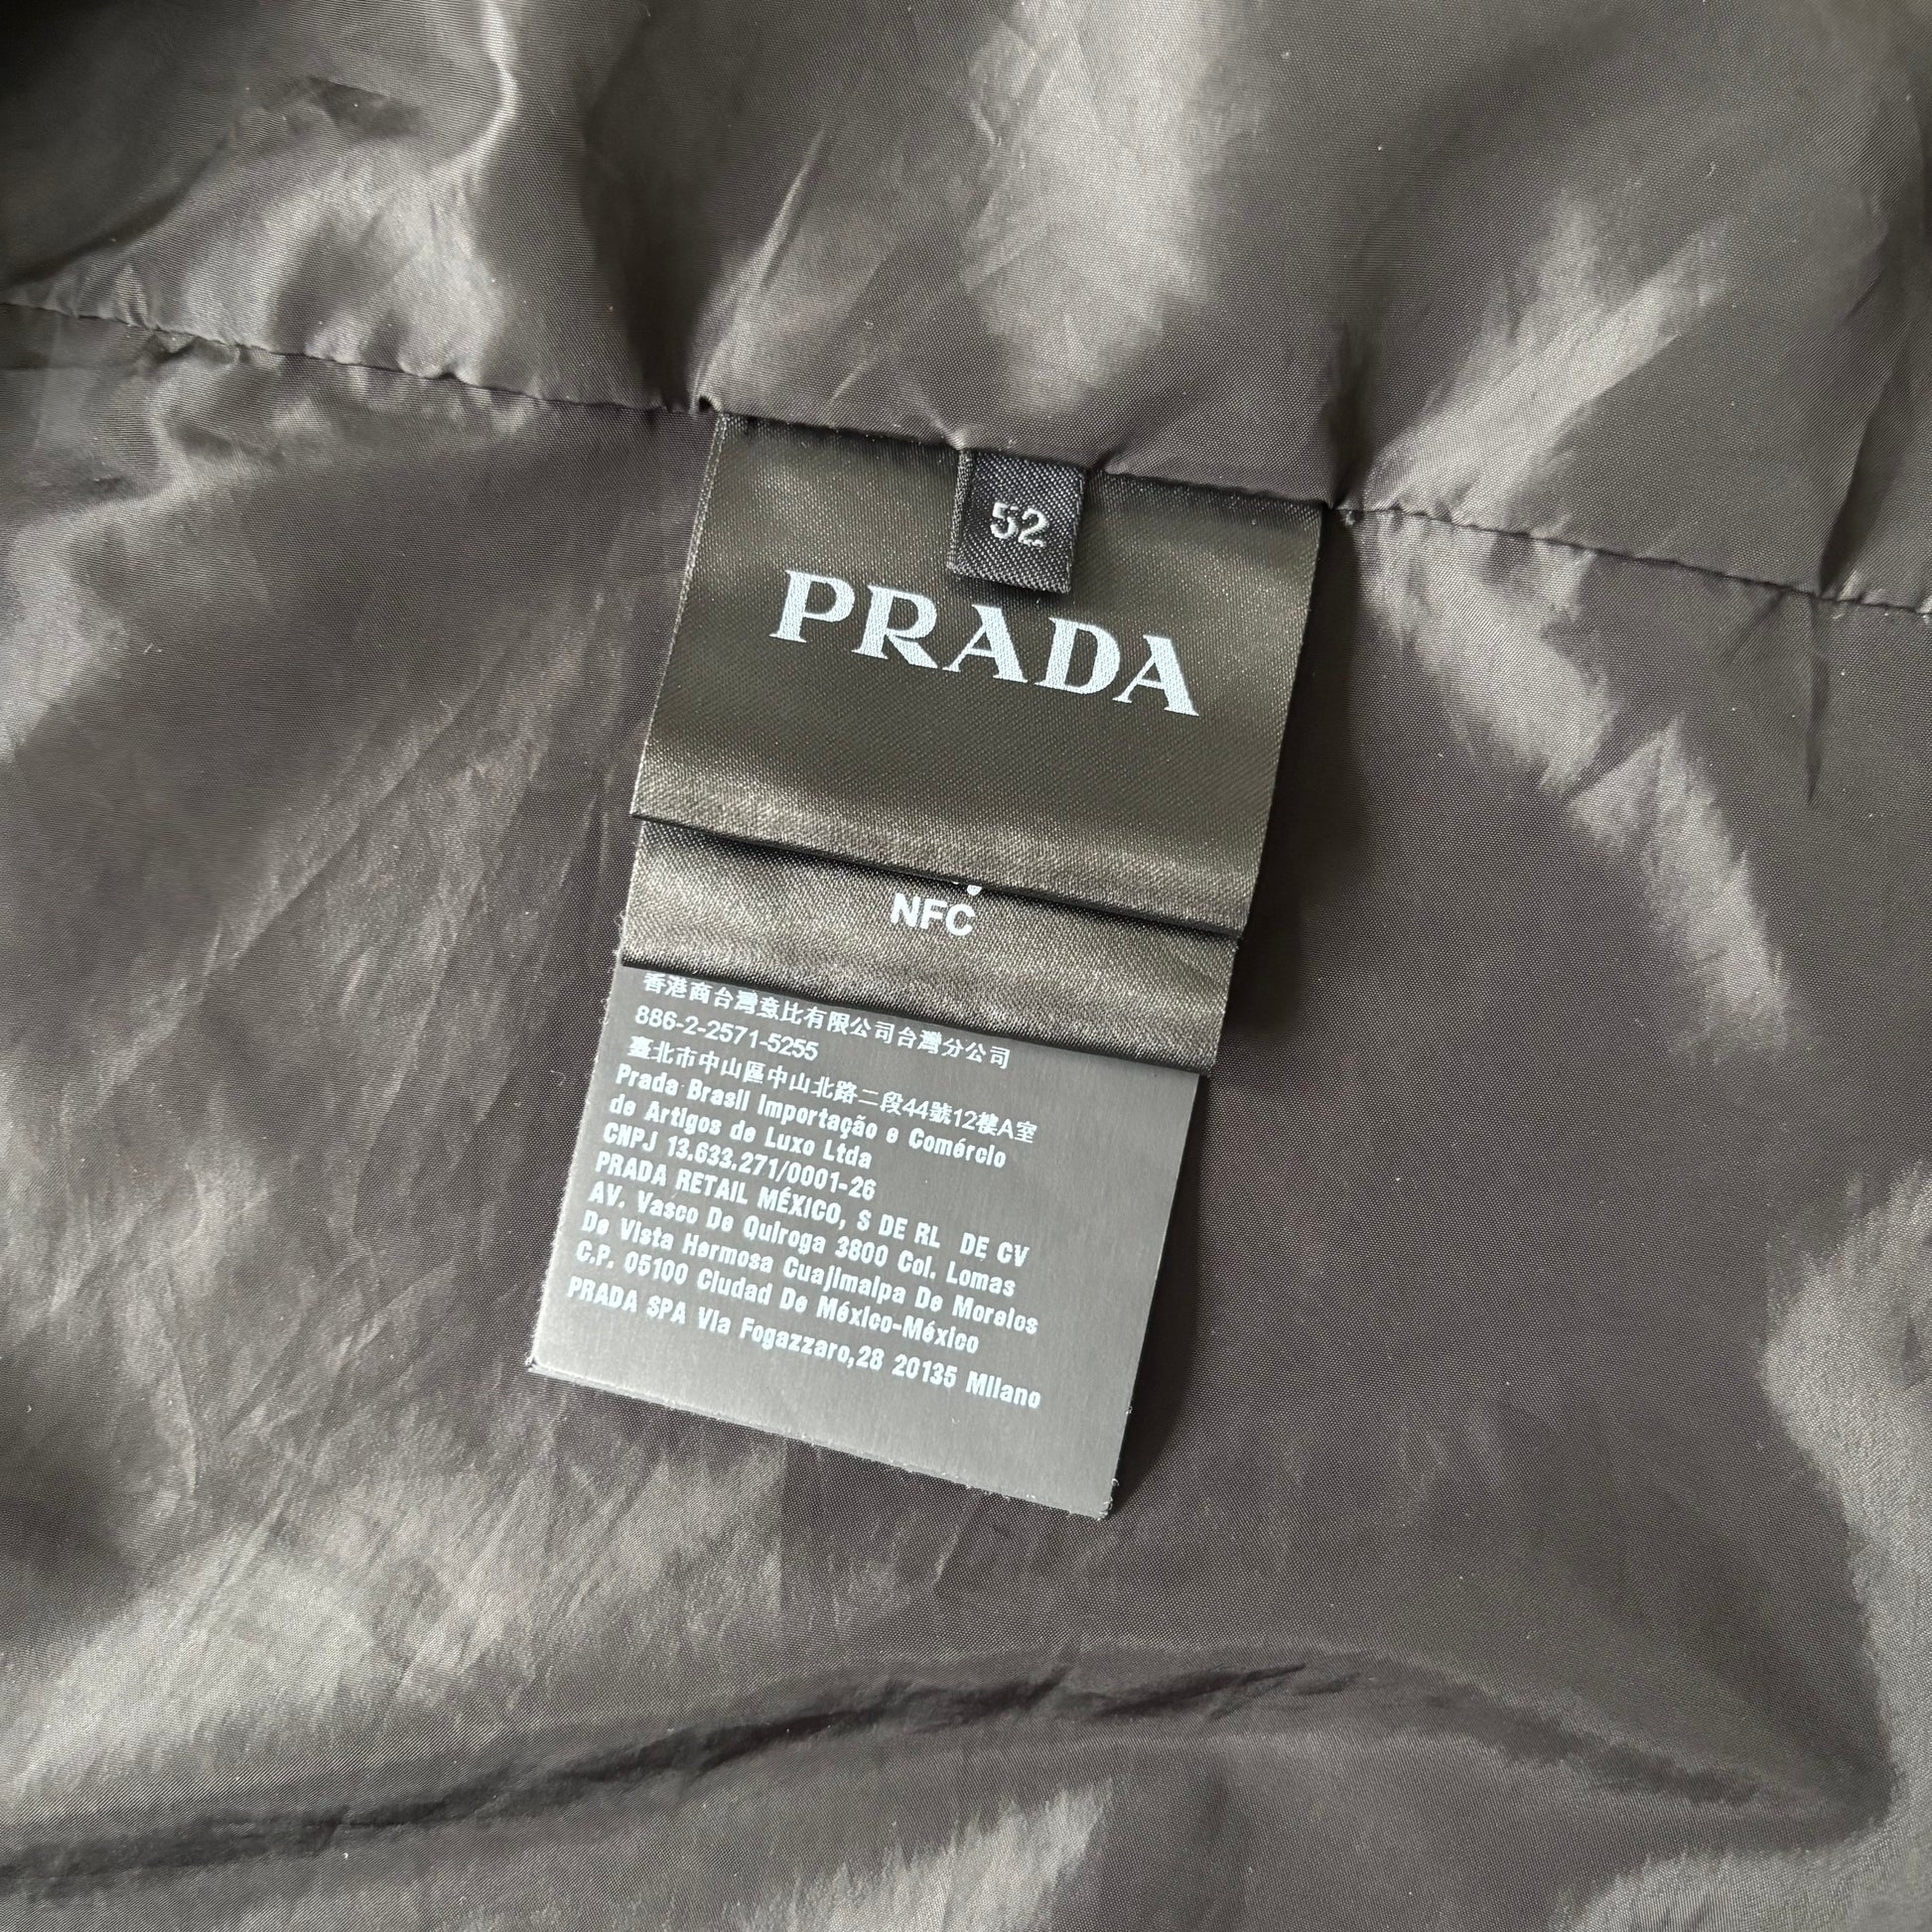 52
PRADA
NFC
香港商台灣意比有限公司台灣分公司
886-2-2571-5255
臺北市中山區中山北路二段44號12樓A室
Prada Brasil Importação e Comércio
de Artigos de Luxo Ltda
CNPJ 13.633.271/0001-26
PRADA RETAIL MÉXICO, S DE RL DE CV
AV. Vasco De Quiroga 3800 Col. Lomas
De Vista Hermosa Cuajimalpa De Morelos
C.P. 05100 Ciudad De México-México
PRADA SPA Via Fogazzaro,28 20135 Milano